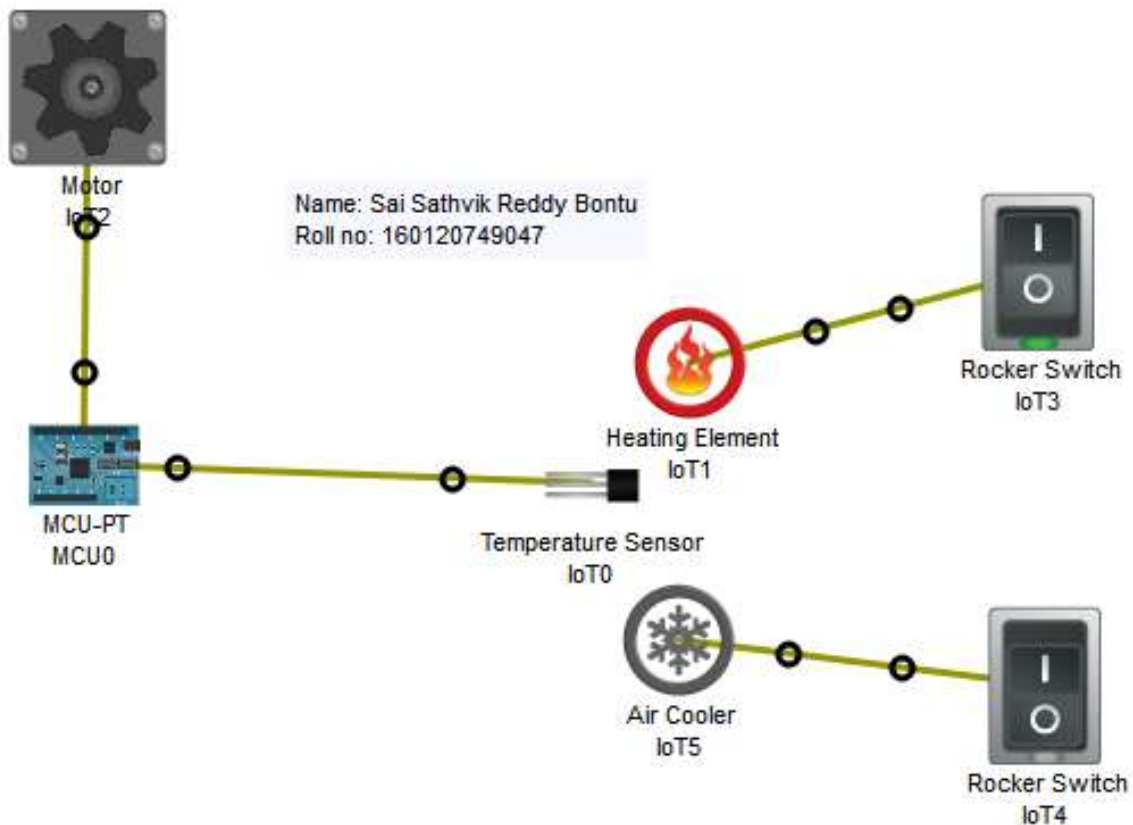 Motor
IoT2
Name: Sai Sathvik Reddy Bontu
Roll no: 160120749047
Rocker Switch
IoT3
Heating Element
IoT1
MCU-PT
MCU0
Temperature Sensor
IoT0
Air Cooler
IoT5
Rocker Switch
IoT4